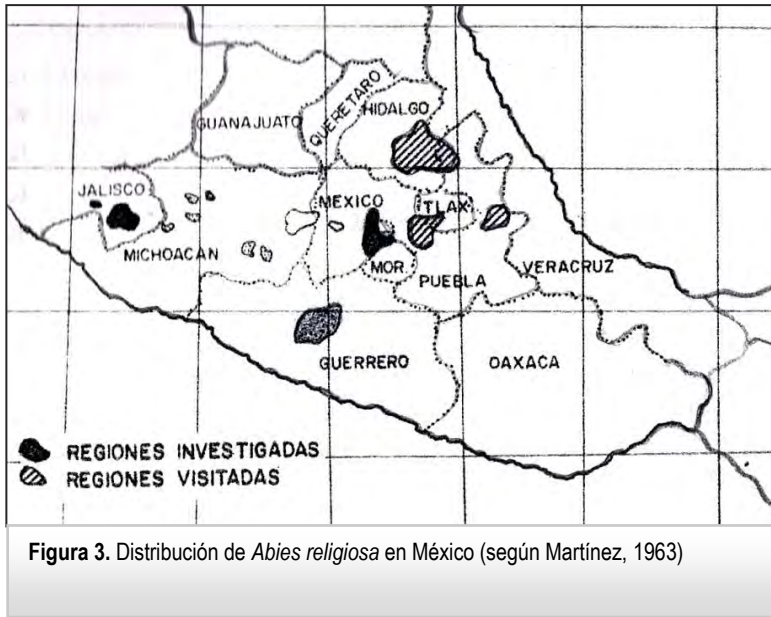 GUANAJUATO
QUERETARO
HIDALGO
JALISCO
MEXICO
TLAX.
MICHOACAN
MOR.
PUEBLA
VERACRUZ
GUERRERO
OAXACA
REGIONES INVESTIGADAS
REGIONES VISITADAS
Figura 3. Distribución de Abies religiosa en México (según Martínez, 1963)